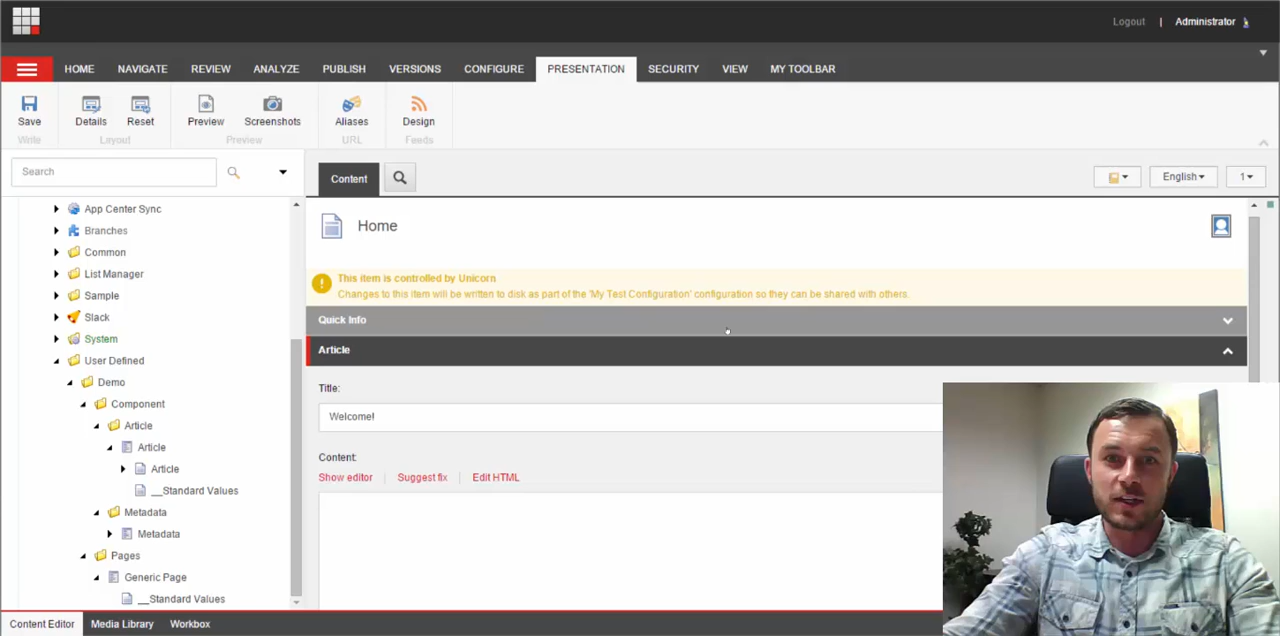 Logout | Administrator
HOME NAVIGATE REVIEW ANALYZE PUBLISH VERSIONS CONFIGURE PRESENTATION SECURITY VIEW MY TOOLBAR
Save Details Reset Preview Screenshots Aliases Design
Write Layout Preview URL Feeds
Search
Content
English
1
App Center Sync
Branches
Common
List Manager
Sample
Slack
System
User Defined
Demo
Component
Article
Article
Article
__Standard Values
Metadata
Metadata
Pages
Generic Page
__Standard Values
Home
This item is controlled by Unicorn
Changes to this item will be written to disk as part of the 'My Test Configuration' configuration so they can be shared with others.
Quick Info
Article
Title:
Welcome!
Content:
Show editor | Suggest fix | Edit HTML
Content Editor Media Library Workbox